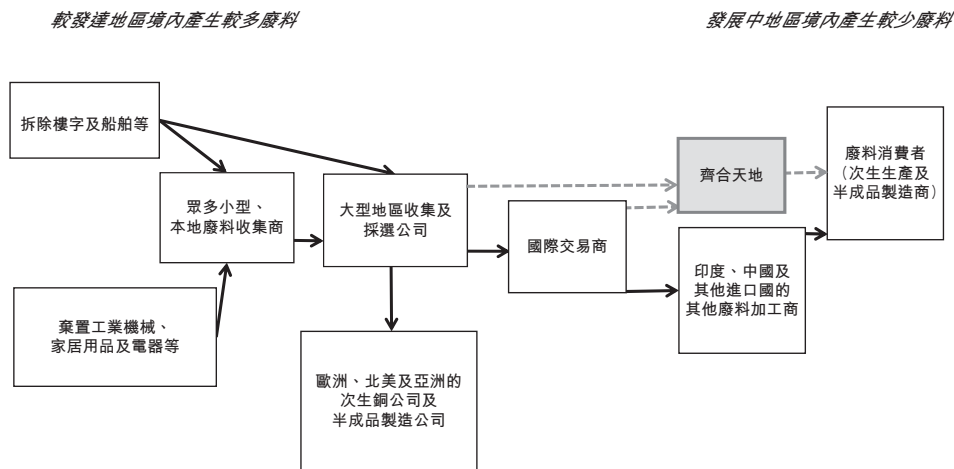 較發達地區境內產生較多廢料
發展中地區境內產生較少廢料
拆除樓宇及船舶等
眾多小型、
本地廢料收集商
棄置工業機械、
家居用品及電器等
大型地區收集及
採選公司
歐洲、北美及亞洲的
次生銅公司及
半成品製造公司
國際交易商
齊合天地
印度、中國及
其他進口國的
其他廢料加工商
廢料消費者
(次生生產及
半成品製造商)